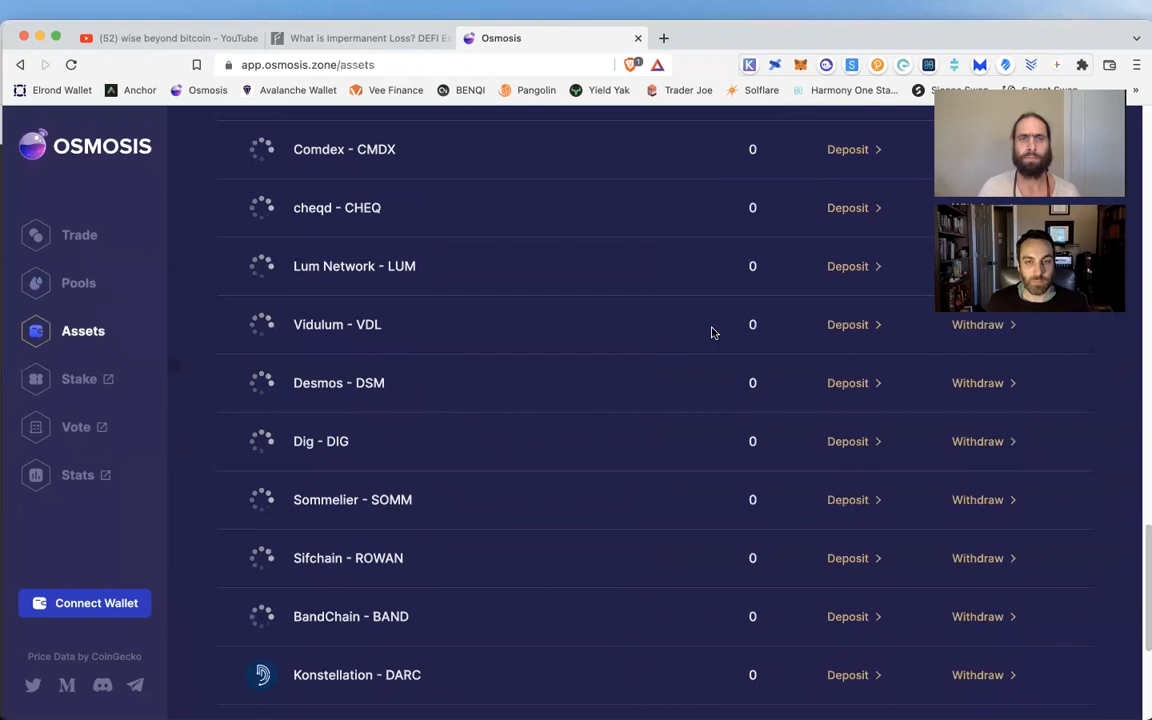 (52) wise beyond bitcoin - YouTube
What is Impermanent Loss? DEFI E
Osmosis
app.osmosis.zone/assets
1
Elrond Wallet
Anchor
Osmosis
Avalanche Wallet
Vee Finance
BENQI
Pangolin
Yield Yak
Trader Joe
Solflare
Harmony One Sta...
»
OSMOSIS
Trade
Pools
Assets
Stake
Vote
Stats
Connect Wallet
Price Data by CoinGecko
Comdex - CMDX 0 Deposit >
cheqd - CHEQ 0 Deposit >
Lum Network - LUM 0 Deposit >
Vidulum - VDL 0 Deposit > Withdraw >
Desmos - DSM 0 Deposit > Withdraw >
Dig - DIG 0 Deposit > Withdraw >
Sommelier - SOMM 0 Deposit > Withdraw >
Sifchain - ROWAN 0 Deposit > Withdraw >
BandChain - BAND 0 Deposit > Withdraw >
Konstellation - DARC 0 Deposit > Withdraw >